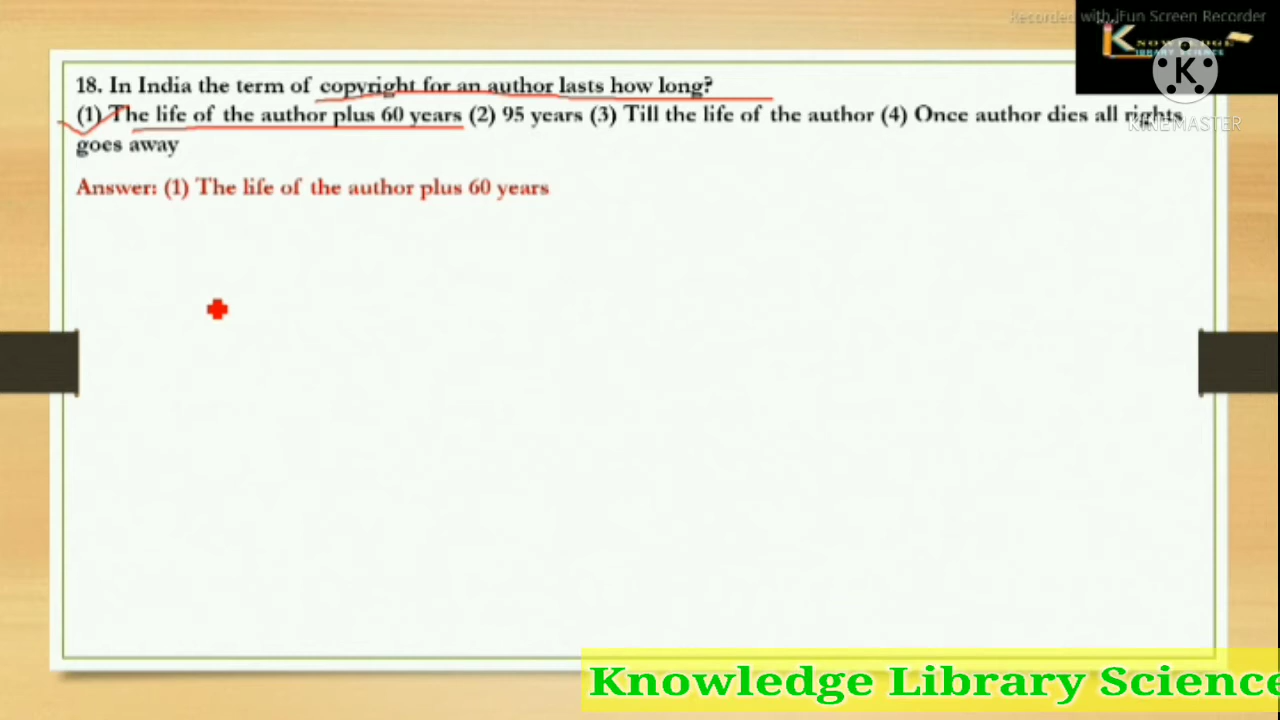 Recorded with iFun Screen Recorder
KNOWLEDGE
LIBRARY SCIENCE
K
KINEMASTER
18. In India the term of copyright for an author lasts how long?
(1) The life of the author plus 60 years (2) 95 years (3) Till the life of the author (4) Once author dies all rights
goes away
Answer: (1) The life of the author plus 60 years
Knowledge Library Science